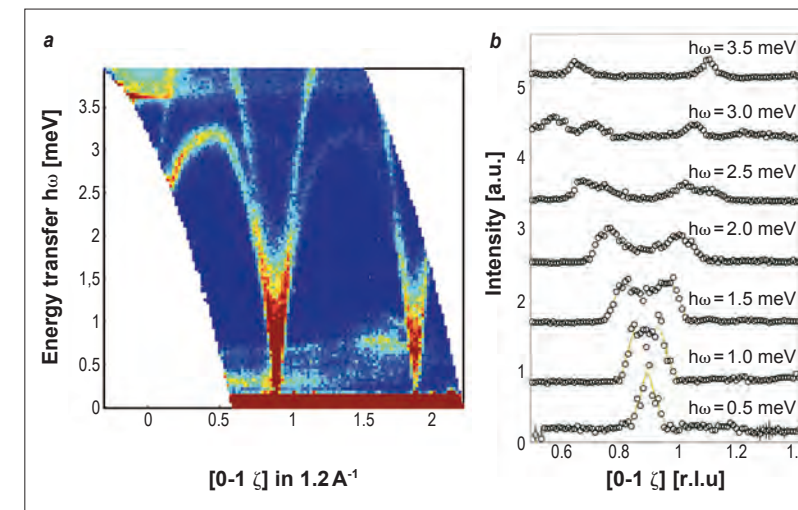 a
Energy transfer hω [meV]
3.5
3
2.5
2
1.5
1
0.5
0
0
0.5
1
1.5
2
[0-1 ζ] in 1.2 A⁻¹
b
Intensity [a.u.]
5
4
3
2
1
0
hω = 3.5 meV
hω = 3.0 meV
hω = 2.5 meV
hω = 2.0 meV
hω = 1.5 meV
hω = 1.0 meV
hω = 0.5 meV
0.6
0.8
1
1.2
[0-1 ζ] [r.l.u]